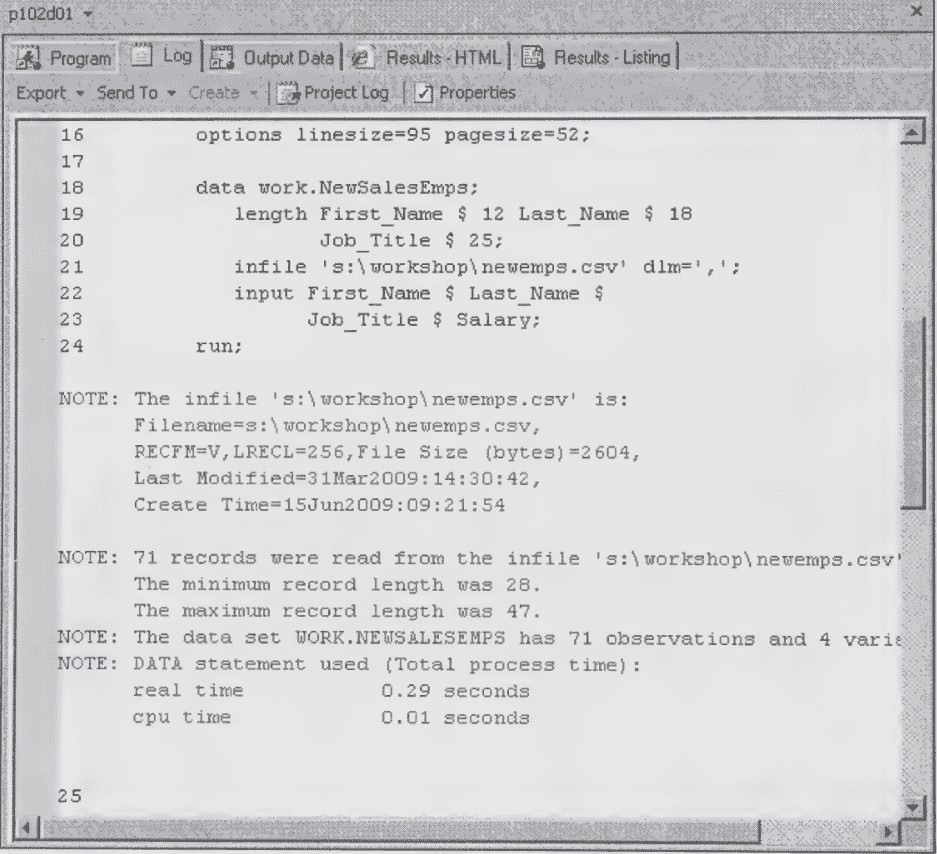 p102d01
Program Log Output Data Results - HTML Results - Listing
Export Send To Create Project Log Properties
16 options linesize=95 pagesize=52;
17
18 data work.NewSalesEmps;
19 length First_Name $ 12 Last_Name $ 18
20 Job_Title $ 25;
21 infile 's:\workshop\newemps.csv' dlm=',';
22 input First_Name $ Last_Name $
23 Job_Title $ Salary;
24 run;
NOTE: The infile 's:\workshop\newemps.csv' is:
Filename=s:\workshop\newemps.csv,
RECFM=V,LRECL=256,File Size (bytes)=2604,
Last Modified=31Mar2009:14:30:42,
Create Time=15Jun2009:09:21:54
NOTE: 71 records were read from the infile 's:\workshop\newemps.csv'
The minimum record length was 28.
The maximum record length was 47.
NOTE: The data set WORK.NEWSALESEMPS has 71 observations and 4 
NOTE: DATA statement used (Total process time):
real time 0.29 seconds
cpu time 0.01 seconds
25